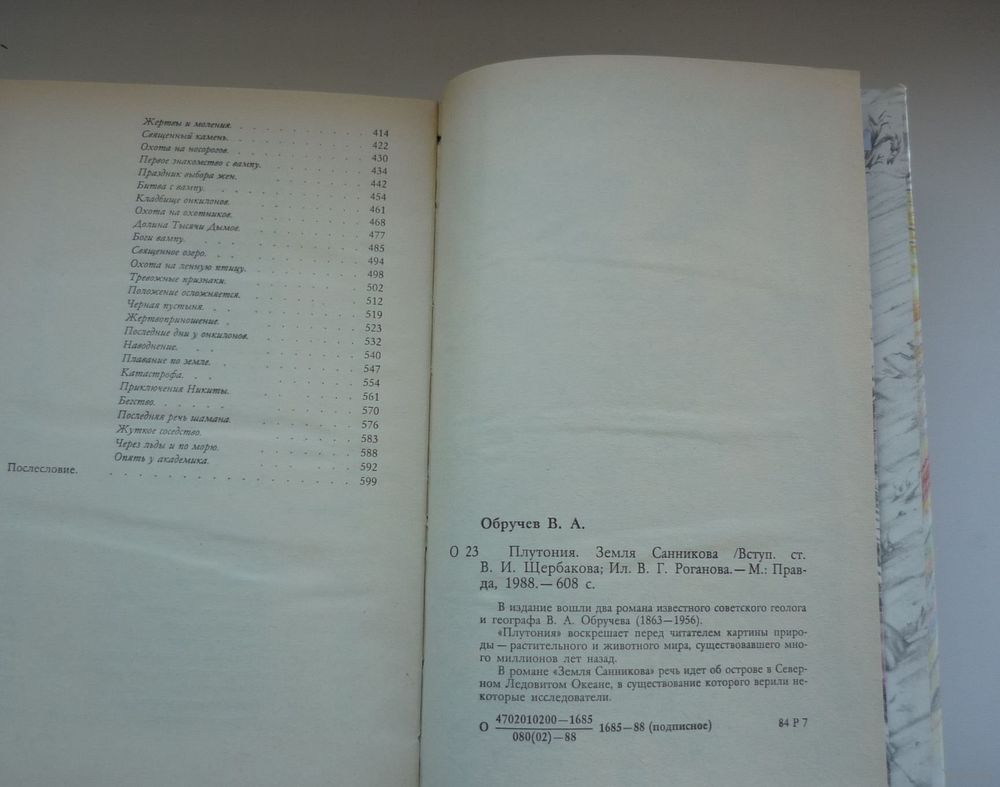 Жертвы и моления. . . . . . . . . . . 414
Священный камень. . . . . . . . . . . 422
Охота на носорогов. . . . . . . . . . . 430
Первое знакомство с вампу. . . . . . . . . 434
Праздник выбора жен. . . . . . . . . . 442
Битва с вампу. . . . . . . . . . . . 454
Кладбище онкилонов. . . . . . . . . . 461
Охота на охотников. . . . . . . . . . . 468
Долина Тысячи Дымов. . . . . . . . . . 477
Боги вампу. . . . . . . . . . . . . 485
Священное озеро. . . . . . . . . . . . 494
Охота на ленную птицу. . . . . . . . . . 498
Тревожные признаки. . . . . . . . . . 502
Положение осложняется. . . . . . . . . 512
Черная пустыня. . . . . . . . . . . . 519
Жертвоприношение. . . . . . . . . . . 523
Последние дни у онкилонов. . . . . . . . . 532
Наводнение. . . . . . . . . . . . . 540
Плавание по земле. . . . . . . . . . . 547
Катастрофа. . . . . . . . . . . . . 554
Приключения Никиты. . . . . . . . . . 561
Бегство. . . . . . . . . . . . . . 570
Последняя речь шамана. . . . . . . . . . 576
Жуткое соседство. . . . . . . . . . . 583
Через льды и по морю. . . . . . . . . . 588
Опять у академика. . . . . . . . . . . 592
Послесловие. . . . . . . . . . . . . . 599
Обручев В. А.
О 23 Плутония. Земля Санникова /Вступ. ст.
В. И. Щербакова; Ил. В. Г. Роганова.— М.: Прав-
да, 1988.— 608 с.
В издание вошли два романа известного советского геолога
и географа В. А. Обручева (1863—1956).
«Плутония» воскрешает перед читателем картины приро-
ды — растительного и животного мира, существовавшего мно-
го миллионов лет назад.
В романе «Земля Санникова» речь идет об острове в Север-
ном Ледовитом Океане, в существование которого верили не-
которые исследователи.
О 4702010200—1685 1685—88 (подписное) 84 Р 7
080(02)—88